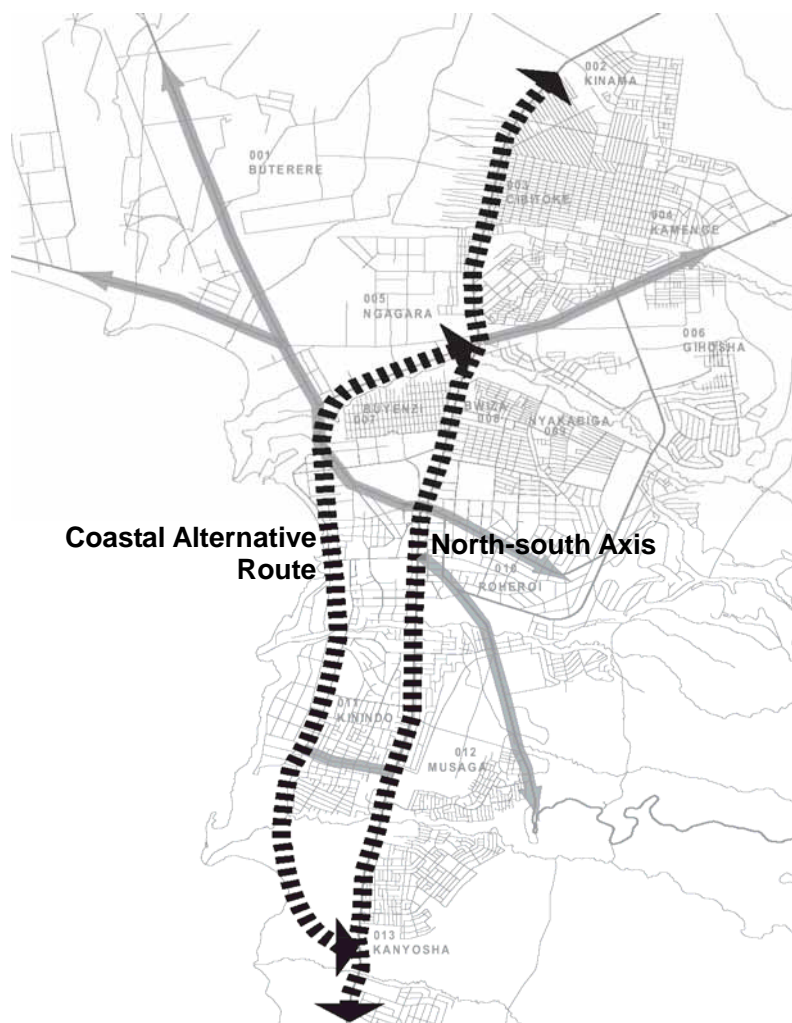 002
KINAMA
001
BUTERERE
003
CIBITOKE
004
KAMENGE
005
NGAGARA
006
GIHOSHA
BUYENZI
007
BWIZA
008
NYAKABIGA
009
Coastal Alternative
Route
North-south Axis
010
ROHEROI
011
KININDO
012
MUSAGA
013
KANYOSHA